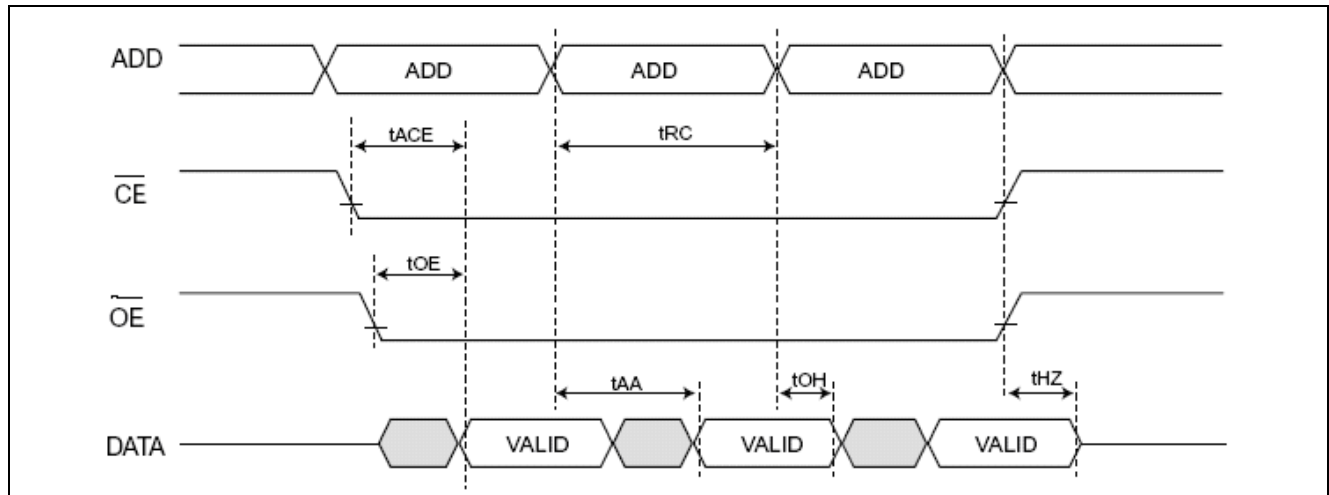 ADD ADD ADD ADD
tACE tRC
CE
tOE
OE
tAA tOH tHZ
DATA VALID VALID VALID